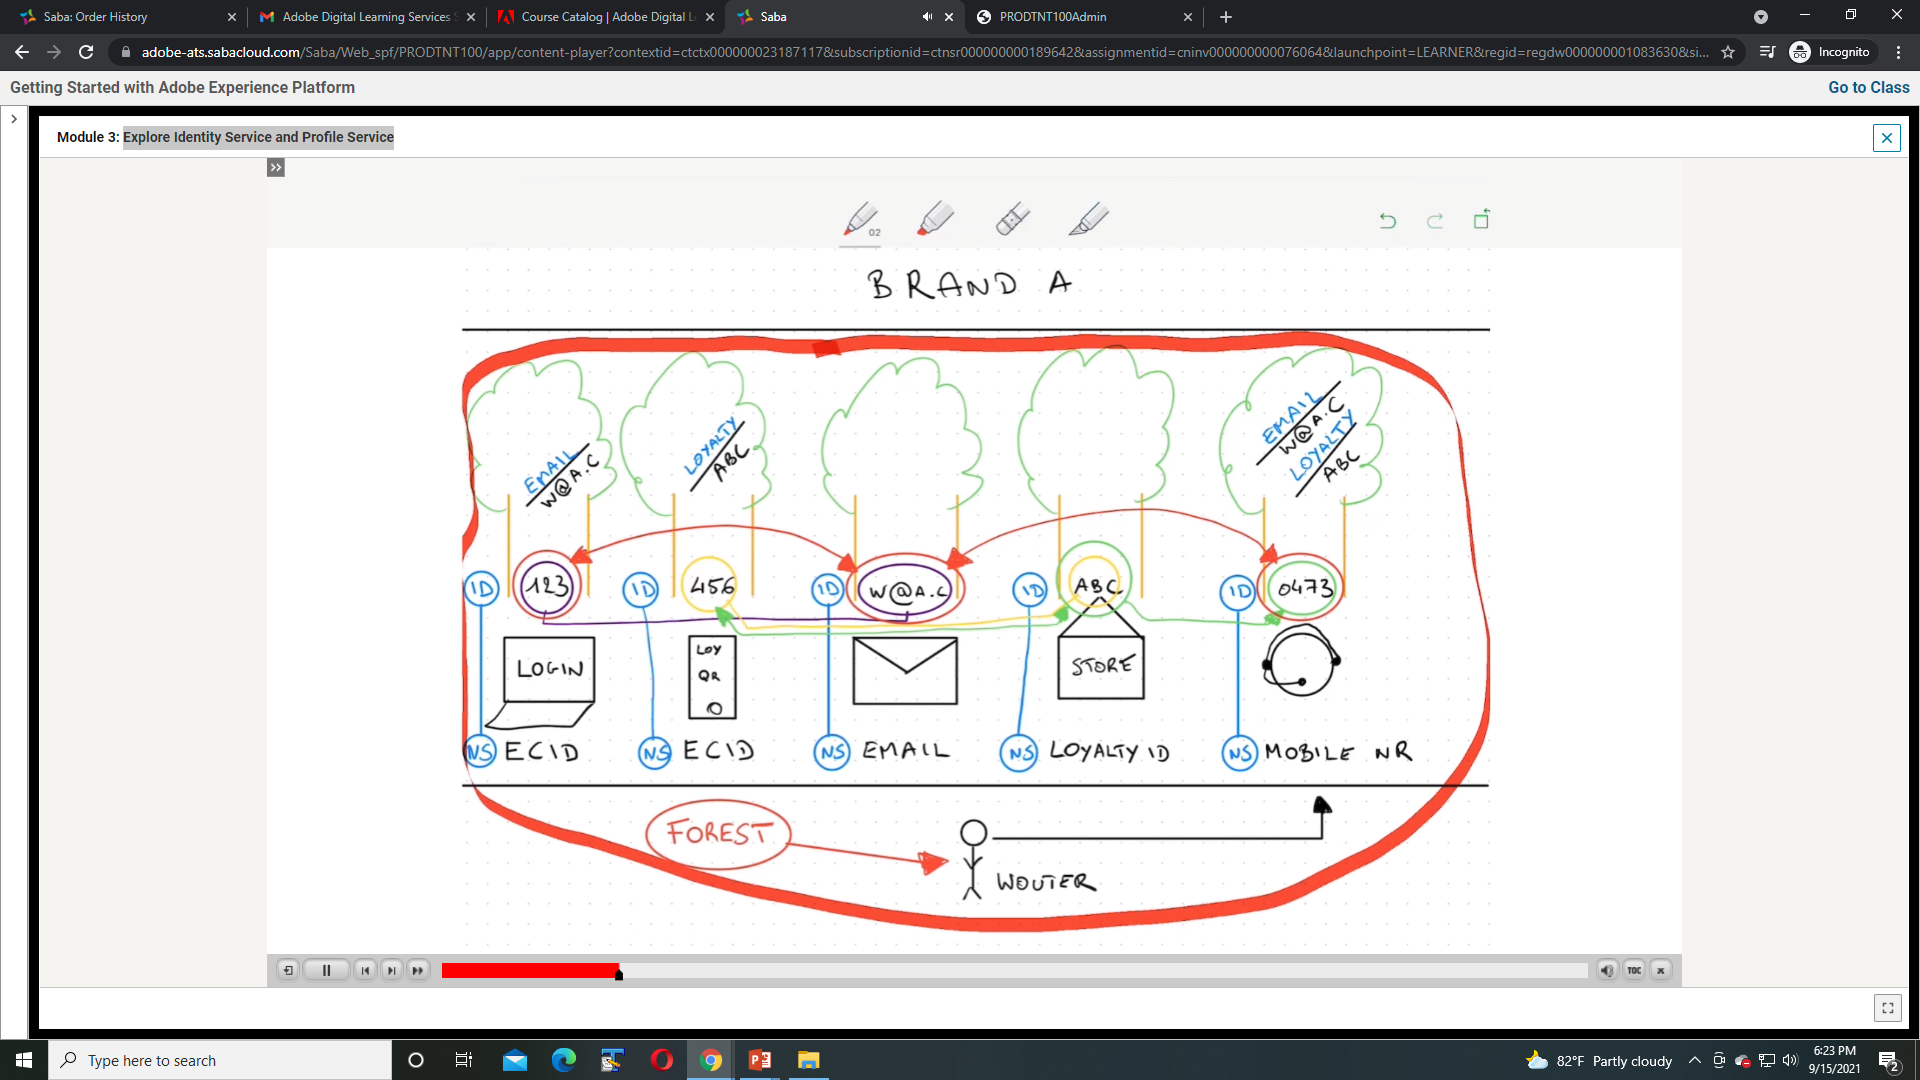 Saba: Order History
Adobe Digital Learning Services S
Course Catalog | Adobe Digital L
Saba
PRODTNT100Admin
adobe-ats.sabacloud.com/Saba/Web_spf/PRODTNT100/app/content-player?contextid=ctctx000000023187117&subscriptionid=ctnsr000000000189642&assignmentid=cninv000000000076064&launchpoint=LEARNER&regid=regdw000000001083630&si...
Incognito
Getting Started with Adobe Experience Platform
Go to Class
Module 3: Explore Identity Service and Profile Service
02
BRAND A
EMAIL
W@A.C
LOYALTY
ABC
EMAIL
W@A.C
LOYALTY
ABC
ID 123 ID 456 ID W@A.C ID ABC ID 0473
LOGIN
LOY
QR
STORE
NS ECID NS ECID NS EMAIL NS LOYALTY ID NS MOBILE NR
FOREST
WOUTER
TOC
Type here to search
82°F Partly cloudy
6:23 PM
9/15/2021
2